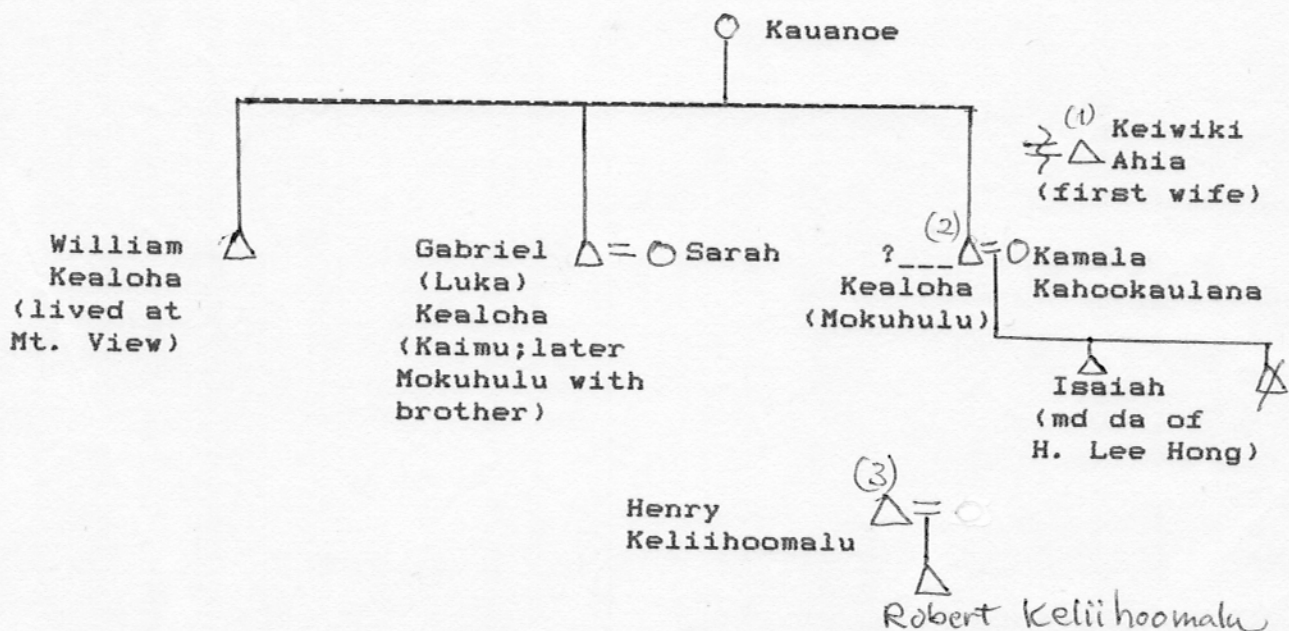 Kauanoe
(1) Keiwiki
Ahia
(first wife)
William
Kealoha
(lived at
Mt. View)
Gabriel
(Luka)
Kealoha
(Kaimu;later
Mokuhulu with
brother)
Sarah
(2)
?___
Kealoha
(Mokuhulu)
Kamala
Kahookaulana
Isaiah
(md da of
H. Lee Hong)
(3)
Henry
Keliihoomalu
Robert Keliihoomalu